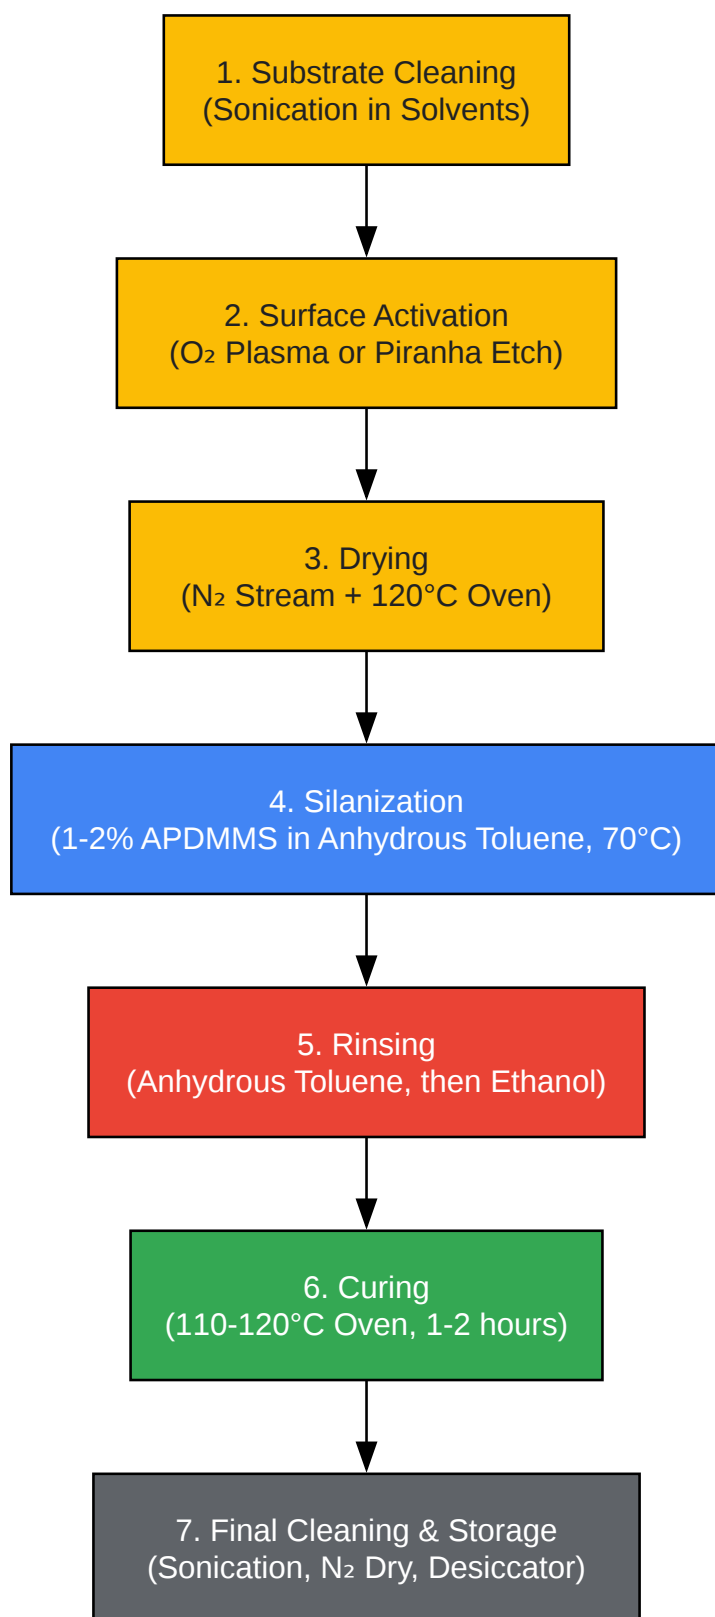 1. Substrate Cleaning
(Sonication in Solvents)
2. Surface Activation
(O₂ Plasma or Piranha Etch)
3. Drying
(N₂ Stream + 120°C Oven)
4. Silanization
(1-2% APDMMS in Anhydrous Toluene, 70°C)
5. Rinsing
(Anhydrous Toluene, then Ethanol)
6. Curing
(110-120°C Oven, 1-2 hours)
7. Final Cleaning & Storage
(Sonication, N₂ Dry, Desiccator)